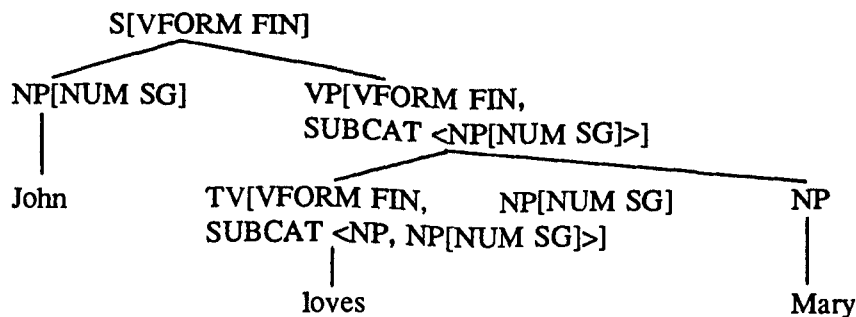 S[VFORM FIN]
NP[NUM SG] VP[VFORM FIN,
SUBCAT <NP[NUM SG]>]
John TV[VFORM FIN, NP[NUM SG] NP
SUBCAT <NP, NP[NUM SG]>]
loves Mary